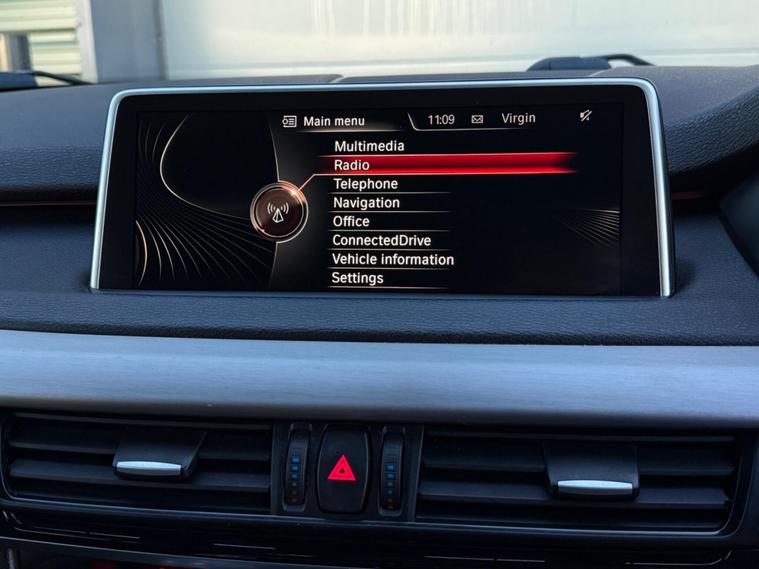 Main menu 11:09 Virgin
Multimedia
Radio
Telephone
Navigation
Office
ConnectedDrive
Vehicle information
Settings